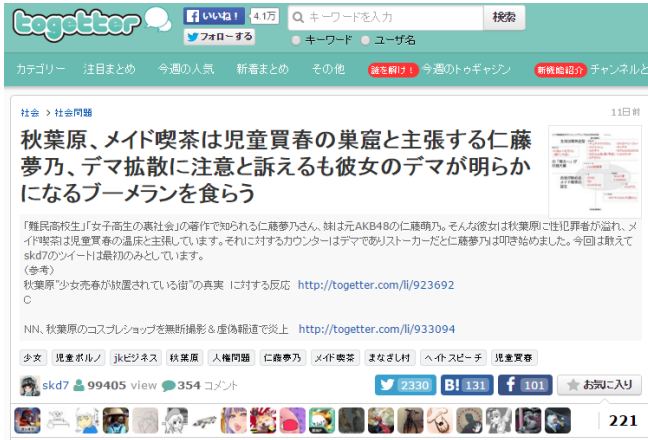 togetter
いいね！ 4.1万
キーワードを入力 検索
フォローする
キーワード ユーザ名
カテゴリー 注目まとめ 今週の人気 新着まとめ その他 謎を解け！ 今週のトゥギャジン 新機能紹介 チャンネルと
社会 > 社会問題 11日前
秋葉原、メイド喫茶は児童買春の巣窟と主張する仁藤
夢乃、デマ拡散に注意と訴えるも彼女のデマが明らか
になるブーメランを食らう
「難民高校生」「女子高生の裏社会」の著作で知られる仁藤夢乃さん、妹は元AKB48の仁藤萌乃。そんな彼女は秋葉原に性犯罪者が溢れ、メ
イド喫茶は児童買春の温床と主張しています。それに対するカウンターはデマでありストーカーだと仁藤夢乃は叩き始めました。今回は敢えて
skd7のツイートは最初のみとしています。
（参考）
秋葉原"少女売春が放置されている街"の真実 に対する反応 http://togetter.com/li/923692
C
NN、秋葉原のコスプレショップを無断撮影＆虚偽報道で炎上 http://togetter.com/li/933094
少女 児童ポルノ jkビジネス 秋葉原 人権問題 仁藤夢乃 メイド喫茶 まなざし村 ヘイトスピーチ 児童買春
skd7 99405 view 354 コメント 2330 B! 131 101 お気に入り
221